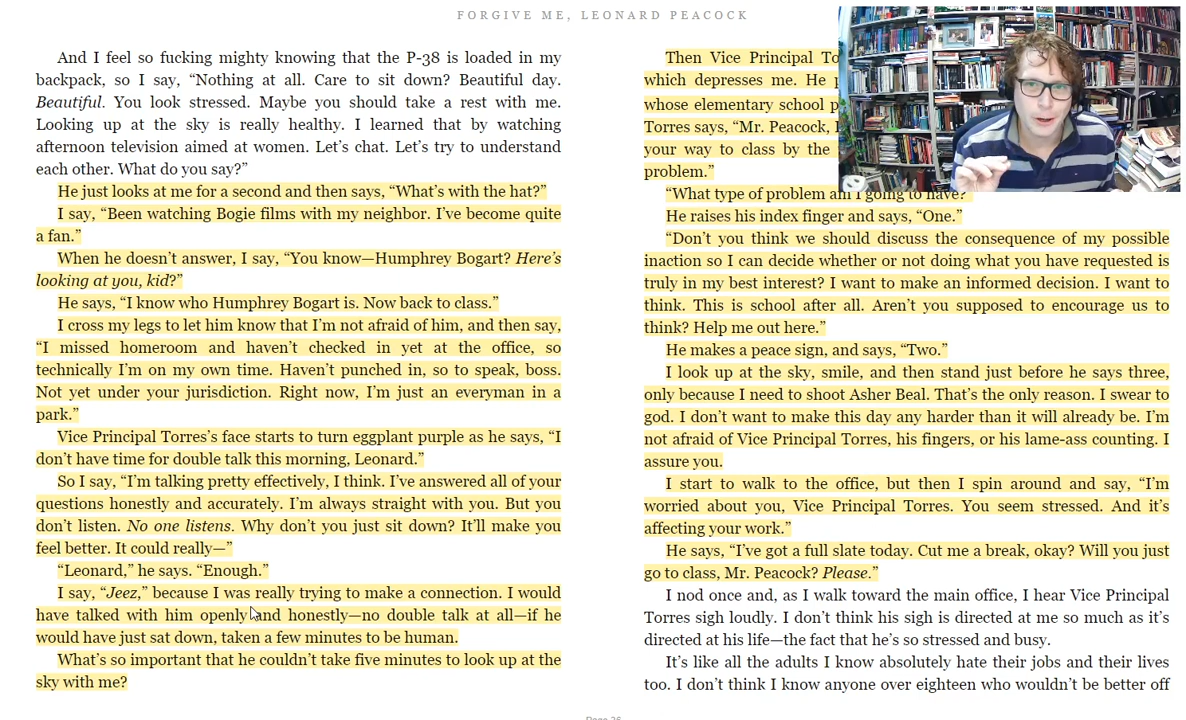 FORGIVE ME, LEONARD PEACOCK
And I feel so fucking mighty knowing that the P-38 is loaded in my
backpack, so I say, “Nothing at all. Care to sit down? Beautiful day.
Beautiful. You look stressed. Maybe you should take a rest with me.
Looking up at the sky is really healthy. I learned that by watching
afternoon television aimed at women. Let’s chat. Let’s try to understand
each other. What do you say?”
He just looks at me for a second and then says, “What’s with the hat?”
I say, “Been watching Bogie films with my neighbor. I’ve become quite
a fan.”
When he doesn’t answer, I say, “You know—Humphrey Bogart? Here’s
looking at you, kid?”
He says, “I know who Humphrey Bogart is. Now back to class.”
I cross my legs to let him know that I’m not afraid of him, and then say,
“I missed homeroom and haven’t checked in yet at the office, so
technically I’m on my own time. Haven’t punched in, so to speak, boss.
Not yet under your jurisdiction. Right now, I’m just an everyman in a
park.”
Vice Principal Torres’s face starts to turn eggplant purple as he says, “I
don’t have time for double talk this morning, Leonard.”
So I say, “I’m talking pretty effectively, I think. I’ve answered all of your
questions honestly and accurately. I’m always straight with you. But you
don’t listen. No one listens. Why don’t you just sit down? It’ll make you
feel better. It could really—”
“Leonard,” he says. “Enough.”
I say, “Jeez,” because I was really trying to make a connection. I would
have talked with him openly and honestly—no double talk at all—if he
would have just sat down, taken a few minutes to be human.
What’s so important that he couldn’t take five minutes to look up at the
sky with me?
Then Vice Principal To
which depresses me. He
whose elementary school
Torres says, “Mr. Peacock,
your way to class by the
problem.”
“What type of problem am I going to have?”
He raises his index finger and says, “One.”
“Don’t you think we should discuss the consequence of my possible
inaction so I can decide whether or not doing what you have requested is
truly in my best interest? I want to make an informed decision. I want to
think. This is school after all. Aren’t you supposed to encourage us to
think? Help me out here.”
He makes a peace sign, and says, “Two.”
I look up at the sky, smile, and then stand just before he says three,
only because I need to shoot Asher Beal. That’s the only reason. I swear to
god. I don’t want to make this day any harder than it will already be. I’m
not afraid of Vice Principal Torres, his fingers, or his lame-ass counting. I
assure you.
I start to walk to the office, but then I spin around and say, “I’m
worried about you, Vice Principal Torres. You seem stressed. And it’s
affecting your work.”
He says, “I’ve got a full slate today. Cut me a break, okay? Will you just
go to class, Mr. Peacock? Please.”
I nod once and, as I walk toward the main office, I hear Vice Principal
Torres sigh loudly. I don’t think his sigh is directed at me so much as it’s
directed at his life—the fact that he’s so stressed and busy.
It’s like all the adults I know absolutely hate their jobs and their lives
too. I don’t think I know anyone over eighteen who wouldn’t be better off